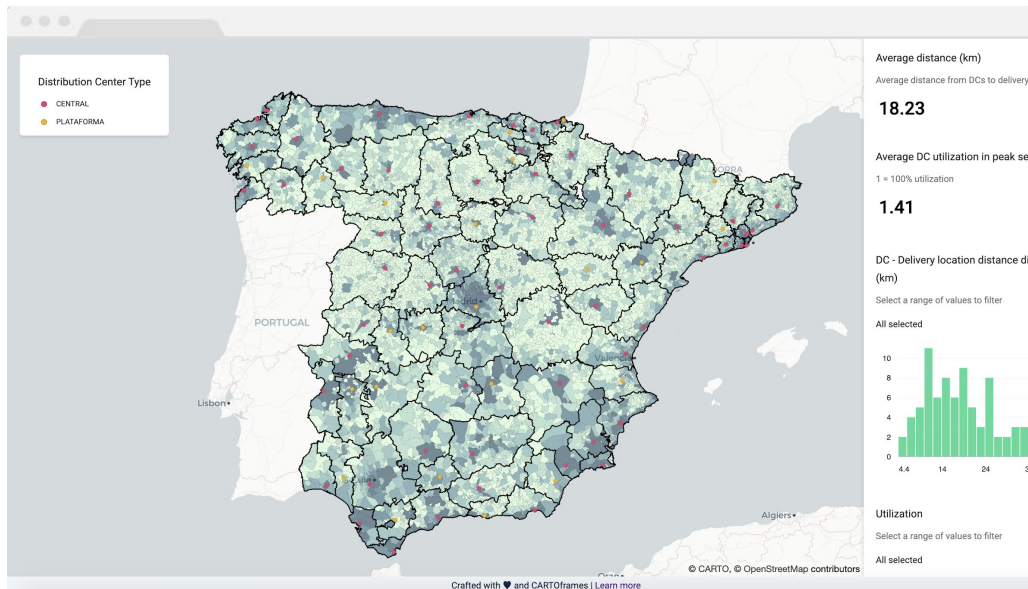 Distribution Center Type
CENTRAL
PLATAFORMA
PORTUGAL
Lisbon
Madrid
Valencia
Algiers
© CARTO, © OpenStreetMap contributors
Average distance (km)
Average distance from DCs to delivery
18.23
Average DC utilization in peak se
1 = 100% utilization
1.41
DC - Delivery location distance di
(km)
Select a range of values to filter
All selected
10
8
6
4
2
0
4.4 14 24 3
Utilization
Select a range of values to filter
All selected
Crafted with ♥ and CARTOframes | Learn more